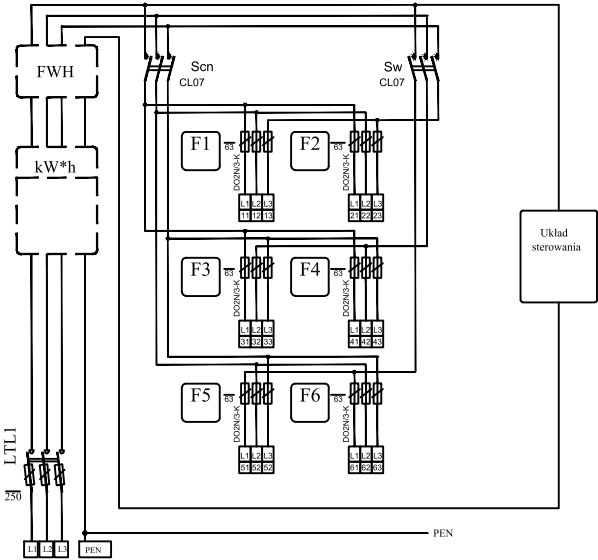 FWH
Scn
CL07
Sw
CL07
kW*h
F1
63
DO2N/3-K
L1 L2 L3
11 12 13
F2
63
DO2N/3-K
L1 L2 L3
21 22 23
Układ
sterowania
F3
63
DO2N/3-K
L1 L2 L3
31 32 33
F4
63
DO2N/3-K
L1 L2 L3
41 42 43
F5
63
DO2N/3-K
L1 L2 L3
51 52 52
F6
63
DO2N/3-K
L1 L2 L3
61 62 63
LTL1
250
L1 L2 L3 PEN
PEN